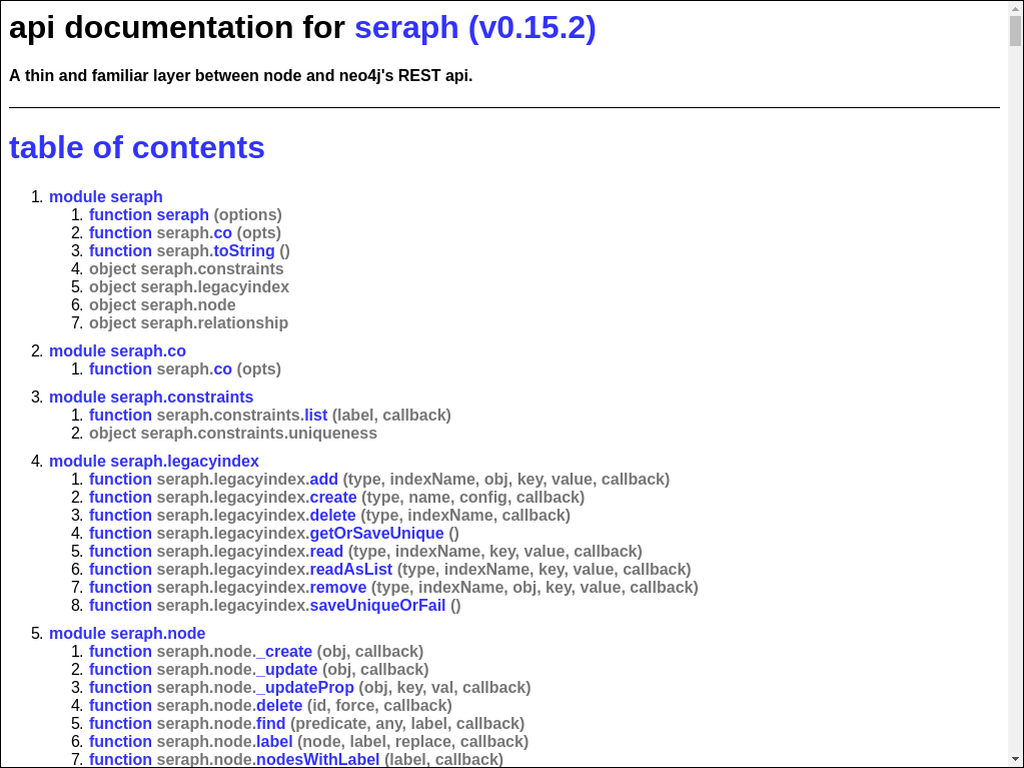 api documentation for seraph (v0.15.2)
A thin and familiar layer between node and neo4j's REST api.
table of contents
1. module seraph
1. function seraph (options)
2. function seraph.co (opts)
3. function seraph.toString ()
4. object seraph.constraints
5. object seraph.legacyindex
6. object seraph.node
7. object seraph.relationship
2. module seraph.co
1. function seraph.co (opts)
3. module seraph.constraints
1. function seraph.constraints.list (label, callback)
2. object seraph.constraints.uniqueness
4. module seraph.legacyindex
1. function seraph.legacyindex.add (type, indexName, obj, key, value, callback)
2. function seraph.legacyindex.create (type, name, config, callback)
3. function seraph.legacyindex.delete (type, indexName, callback)
4. function seraph.legacyindex.getOrSaveUnique ()
5. function seraph.legacyindex.read (type, indexName, key, value, callback)
6. function seraph.legacyindex.readAsList (type, indexName, key, value, callback)
7. function seraph.legacyindex.remove (type, indexName, obj, key, value, callback)
8. function seraph.legacyindex.saveUniqueOrFail ()
5. module seraph.node
1. function seraph.node._create (obj, callback)
2. function seraph.node._update (obj, callback)
3. function seraph.node._updateProp (obj, key, val, callback)
4. function seraph.node.delete (id, force, callback)
5. function seraph.node.find (predicate, any, label, callback)
6. function seraph.node.label (node, label, replace, callback)
7. function seraph.node.nodesWithLabel (label, callback)